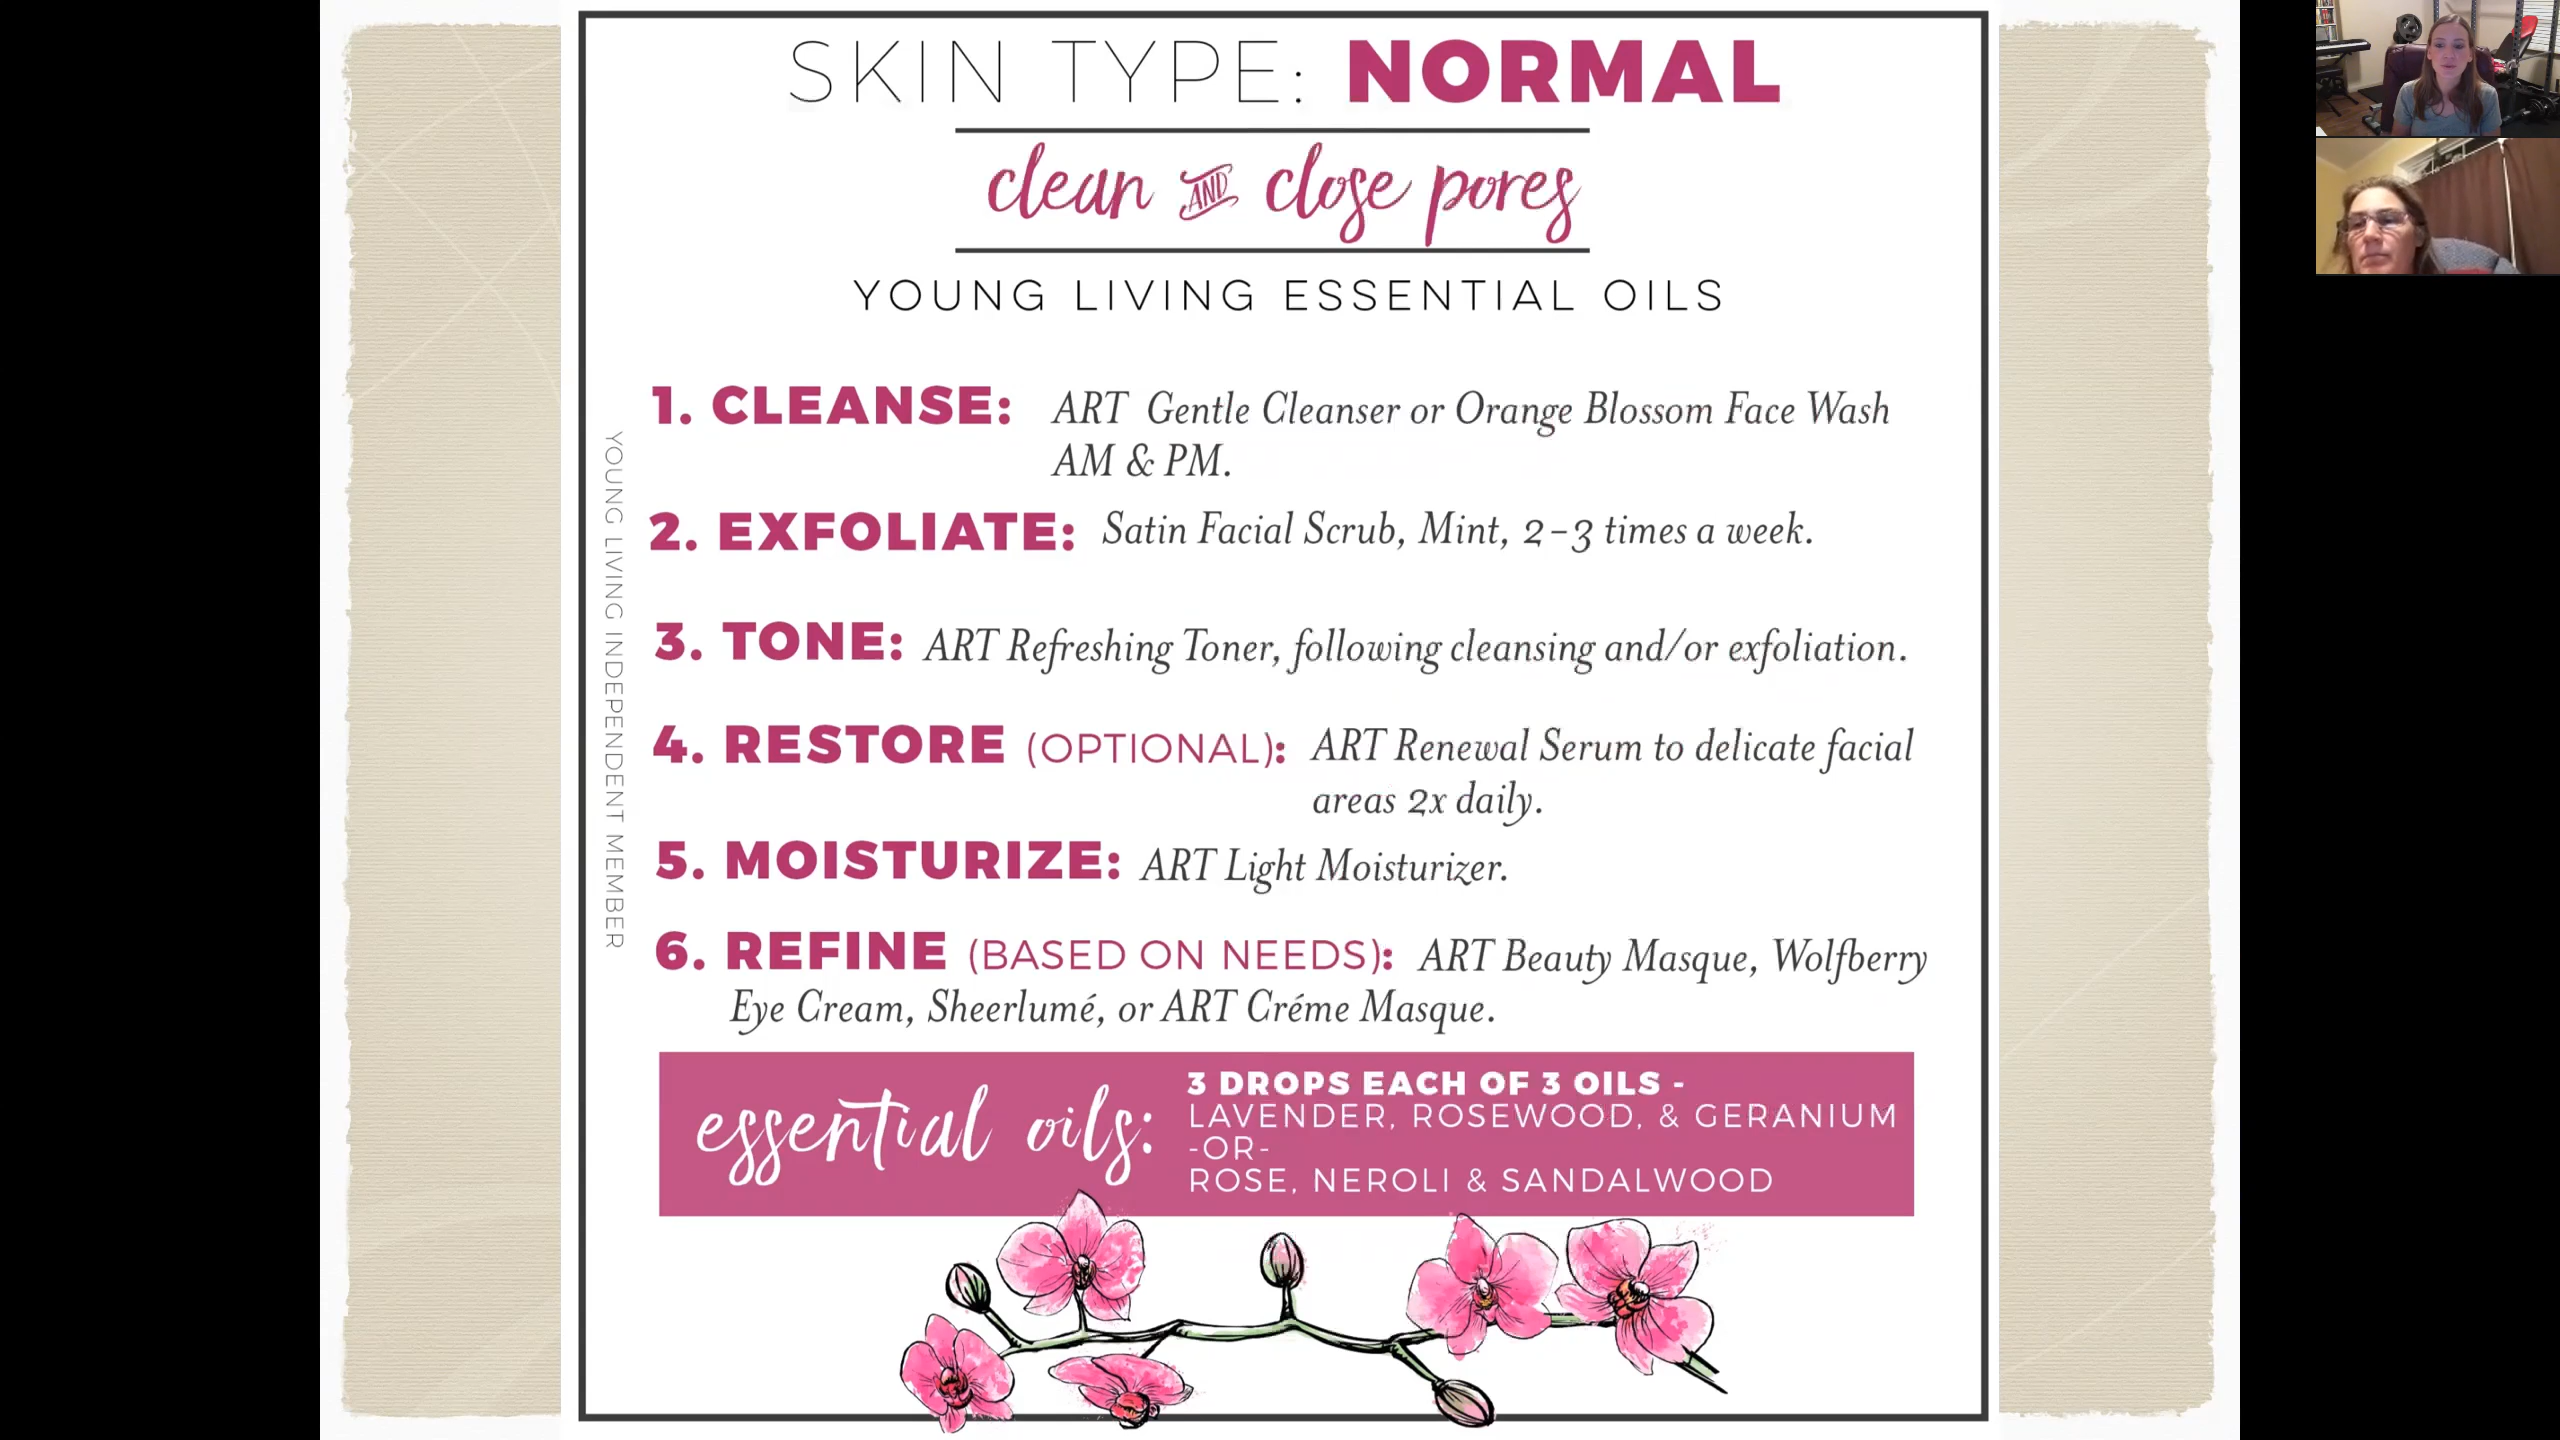 SKIN TYPE: NORMAL
clean AND close pores
YOUNG LIVING ESSENTIAL OILS
YOUNG LIVING INDEPENDENT MEMBER
1. CLEANSE: ART Gentle Cleanser or Orange Blossom Face Wash
AM & PM.
2. EXFOLIATE: Satin Facial Scrub, Mint, 2-3 times a week.
3. TONE: ART Refreshing Toner, following cleansing and/or exfoliation.
4. RESTORE (OPTIONAL): ART Renewal Serum to delicate facial
areas 2x daily.
5. MOISTURIZE: ART Light Moisturizer.
6. REFINE (BASED ON NEEDS): ART Beauty Masque, Wolfberry
Eye Cream, Sheerlumé, or ART Créme Masque.
essential oils:
3 DROPS EACH OF 3 OILS -
LAVENDER, ROSEWOOD, & GERANIUM
-OR-
ROSE, NEROLI & SANDALWOOD